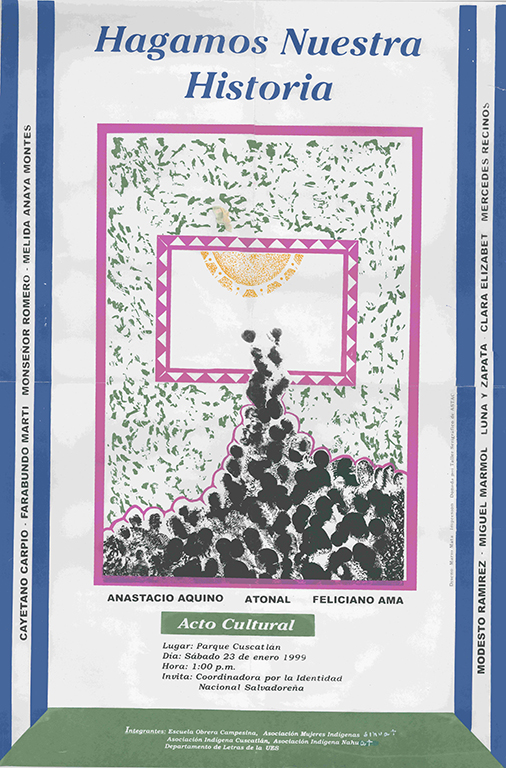 Hagamos Nuestra
Historia
CAYETANO CARPIO · FARABUNDO MARTI MONSEÑOR ROMERO · MELIDA ANAYA MONTES
MODESTO RAMIREZ · MIGUEL MARMOL LUNA Y ZAPATA CLARA ELIZABET MERCEDES RECINOS
ANASTACIO AQUINO ATONAL FELICIANO AMA
Acto Cultural
Lugar: Parque Cuscatlán
Día: Sábado 23 de enero 1999
Hora: 1:00 p.m.
Invita: Coordinadora por la Identidad
Nacional Salvadoreña
Integrantes: Escuela Obrera Campesina, Asociación Mujeres Indígenas
Asociación Indígena Cuscatlán, Asociación Indígena Nahu
Departamento de Letras de la UES